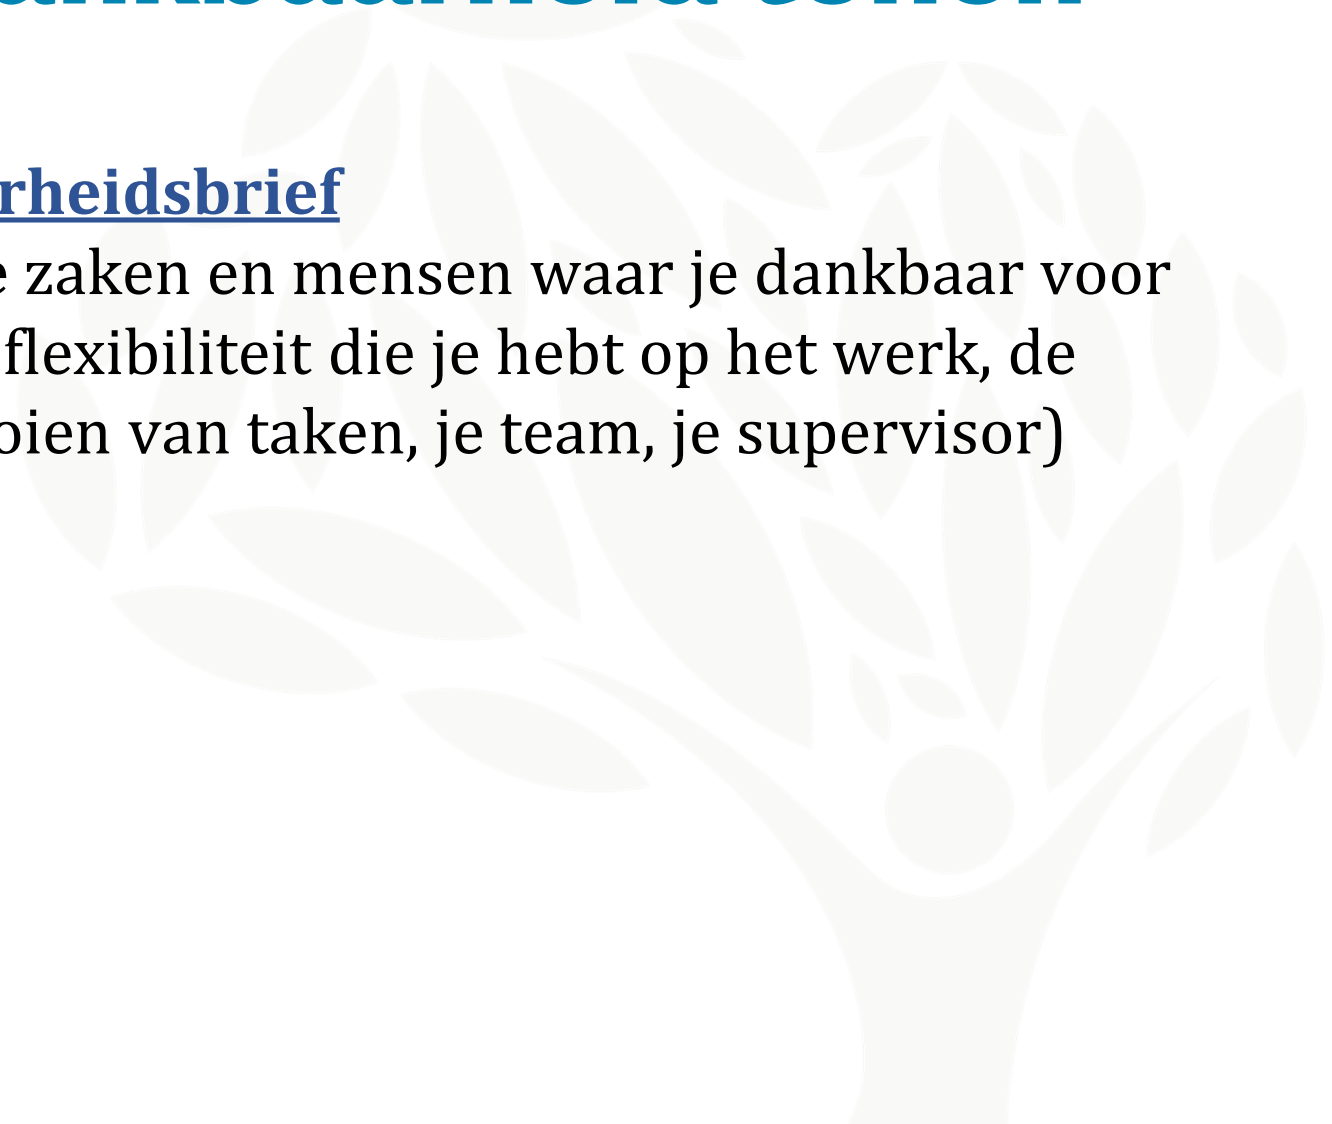 rheidsbrief
zaken en mensen waar je dankbaar voor
flexibiliteit die je hebt op het werk, de
oien van taken, je team, je supervisor)